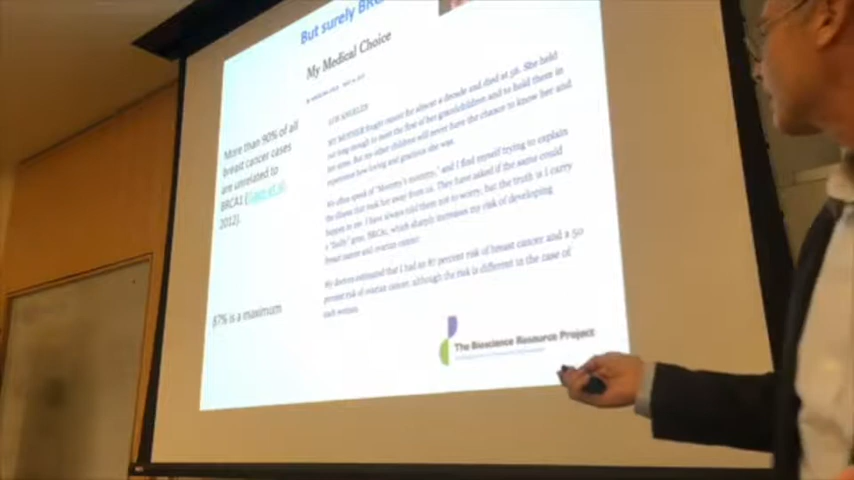 But surely
My Medical Choice
LOS ANGELES
MY MOTHER fought cancer for almost a decade and died at 56. She held
out long enough to meet the first of her grandchildren and to hold them in
her arms. But my other children will never have the chance to know her and
experience how loving and gracious she was.
We often speak of "Mommy's mommy," and I find myself trying to explain
the illness that took her away from us. They have asked if the same could
happen to me. I have always told them not to worry, but the truth is I carry
a "faulty" gene, BRCA1, which sharply increases my risk of developing
breast cancer and ovarian cancer.
My doctors estimated that I had an 87 percent risk of breast cancer and a 50
percent risk of ovarian cancer, although the risk is different in the case of
each woman.
More than 90% of all
breast cancer cases
are unrelated to
BRCA1 (
2012).
87% is a maximum
The Bioscience Resource Project